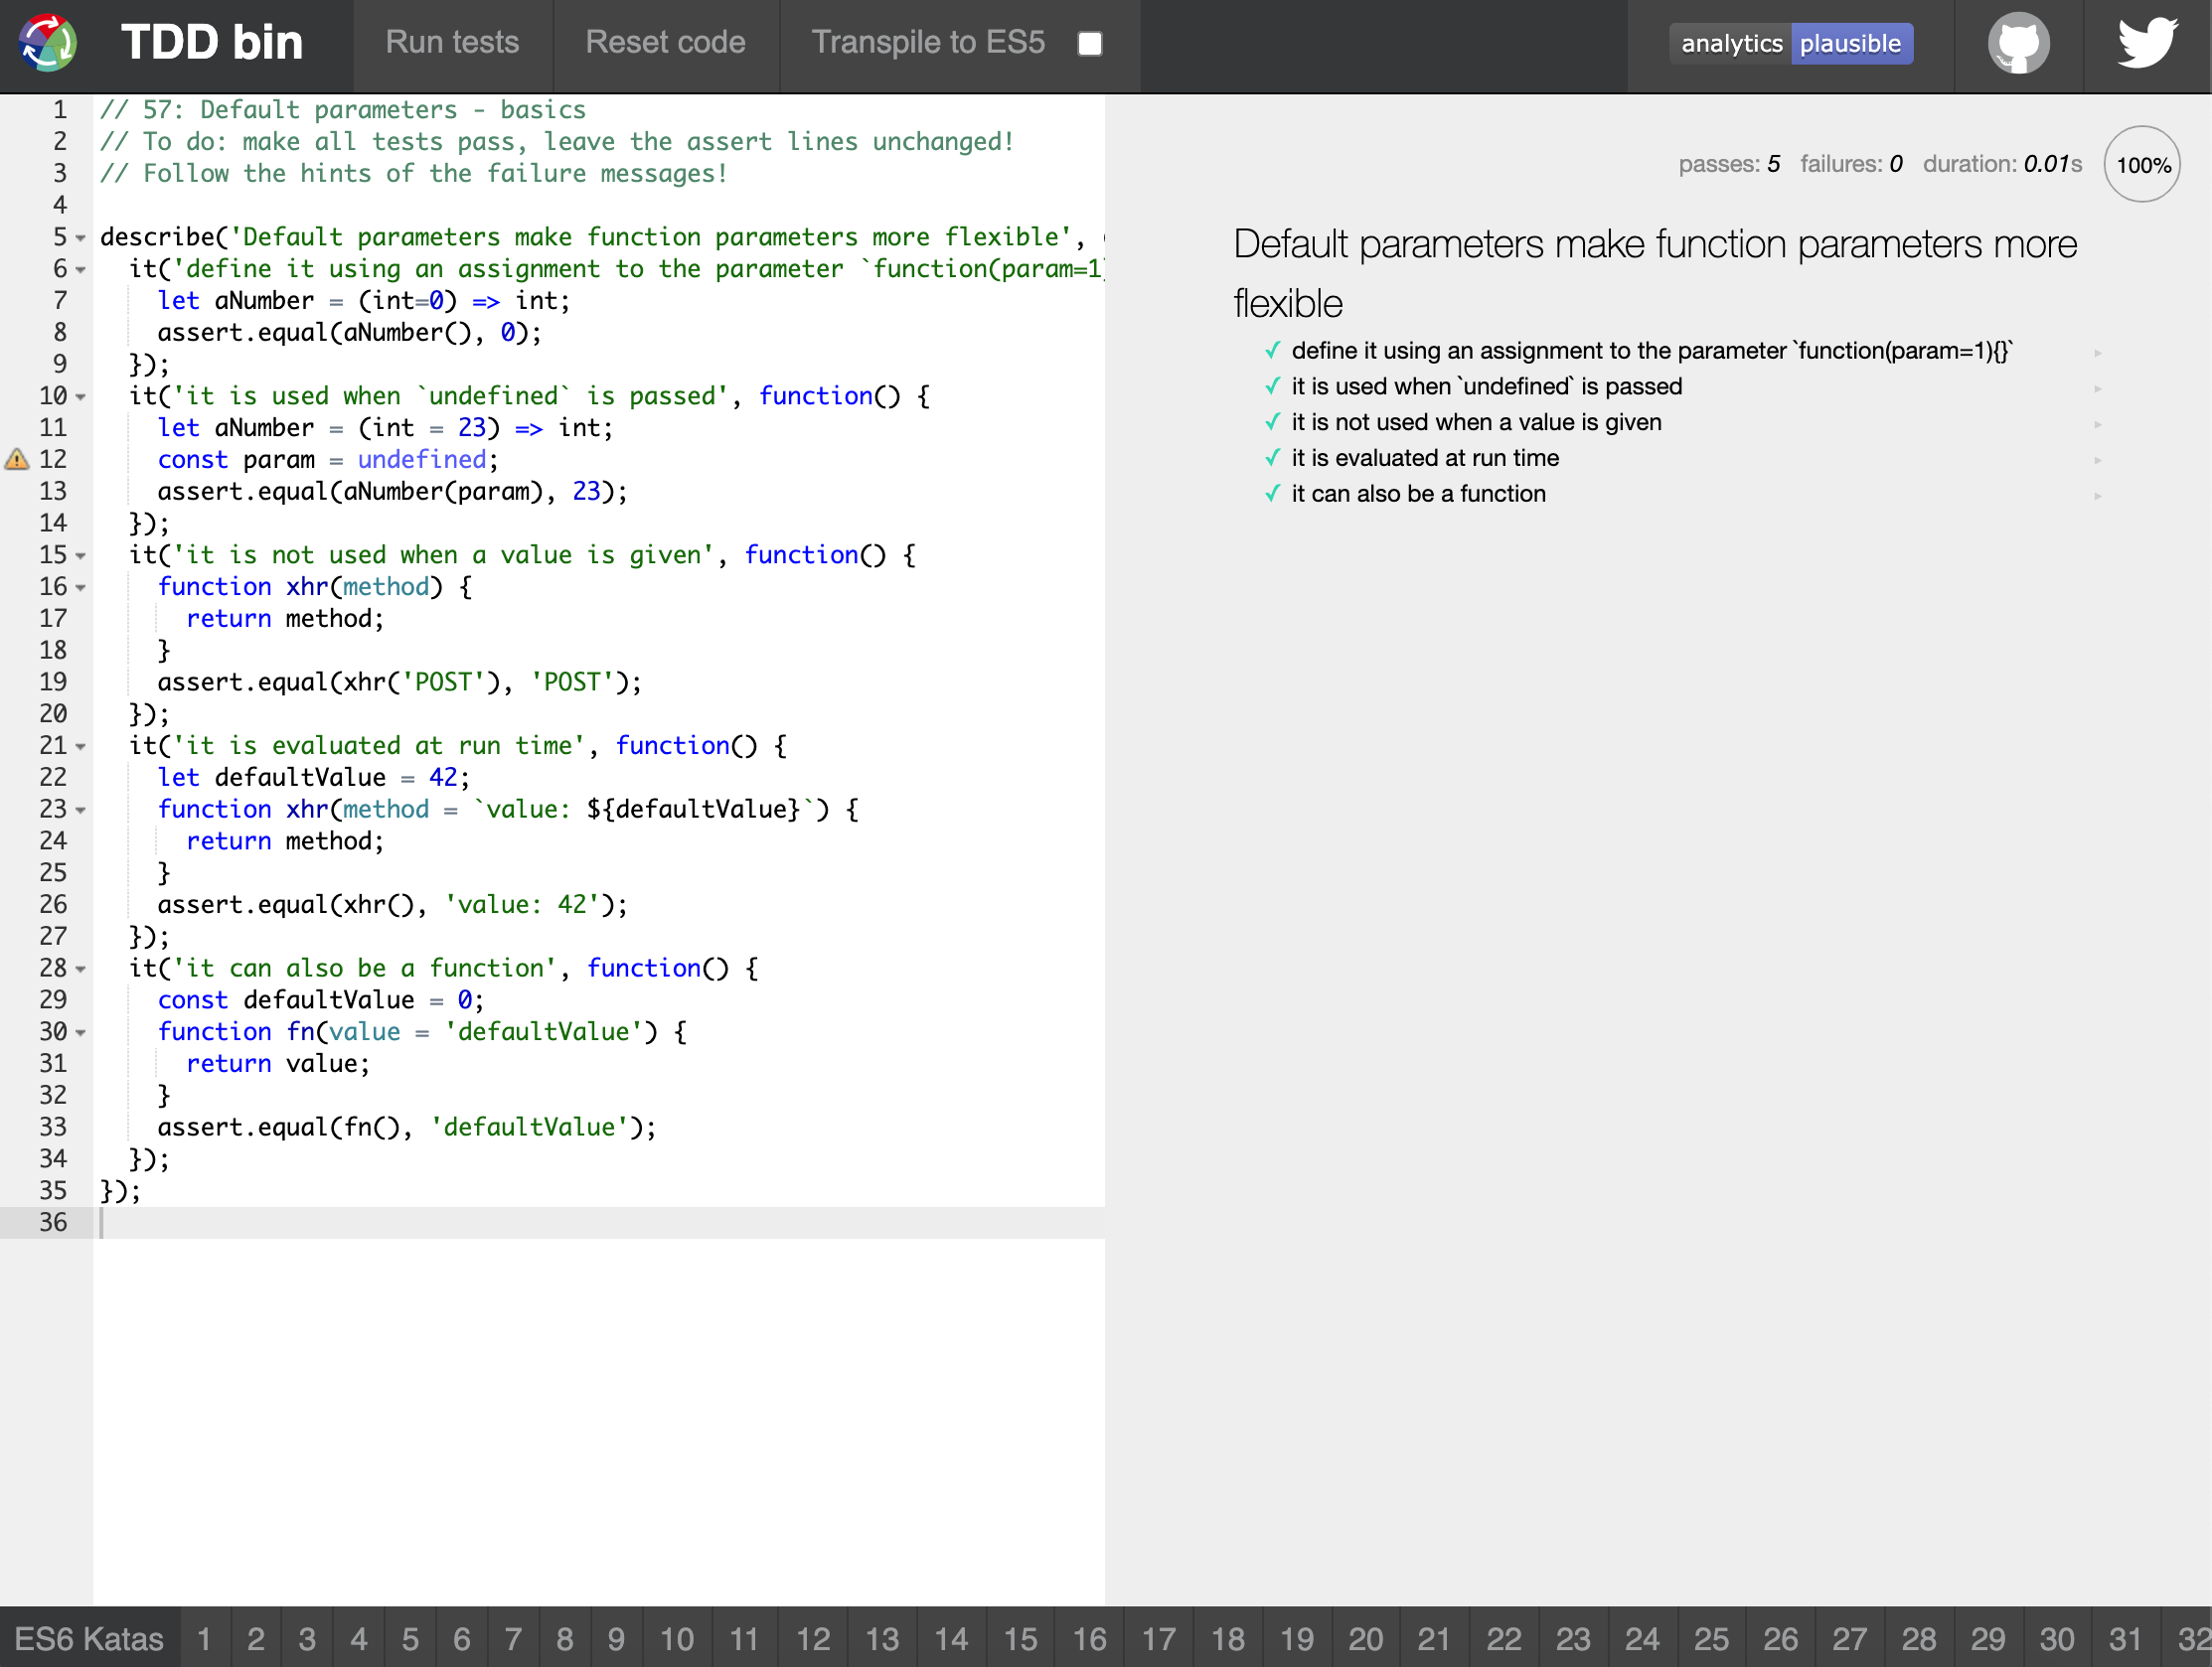 TDD bin
Run tests
Reset code
Transpile to ES5
analytics plausible
1 // 57: Default parameters - basics
2 // To do: make all tests pass, leave the assert lines unchanged!
3 // Follow the hints of the failure messages!
4
5 describe('Default parameters make function parameters more flexible',
6 it('define it using an assignment to the parameter `function(param=1)
7 let aNumber = (int=0) => int;
8 assert.equal(aNumber(), 0);
9 });
10 it('it is used when `undefined` is passed', function() {
11 let aNumber = (int = 23) => int;
12 const param = undefined;
13 assert.equal(aNumber(param), 23);
14 });
15 it('it is not used when a value is given', function() {
16 function xhr(method) {
17 return method;
18 }
19 assert.equal(xhr('POST'), 'POST');
20 });
21 it('it is evaluated at run time', function() {
22 let defaultValue = 42;
23 function xhr(method = `value: ${defaultValue}`) {
24 return method;
25 }
26 assert.equal(xhr(), 'value: 42');
27 });
28 it('it can also be a function', function() {
29 const defaultValue = 0;
30 function fn(value = 'defaultValue') {
31 return value;
32 }
33 assert.equal(fn(), 'defaultValue');
34 });
35 });
36
passes: 5 failures: 0 duration: 0.01s 100%
Default parameters make function parameters more
flexible
✓ define it using an assignment to the parameter `function(param=1){}`
✓ it is used when `undefined` is passed
✓ it is not used when a value is given
✓ it is evaluated at run time
✓ it can also be a function
ES6 Katas 1 2 3 4 5 6 7 8 9 10 11 12 13 14 15 16 17 18 19 20 21 22 23 24 25 26 27 28 29 30 31 32